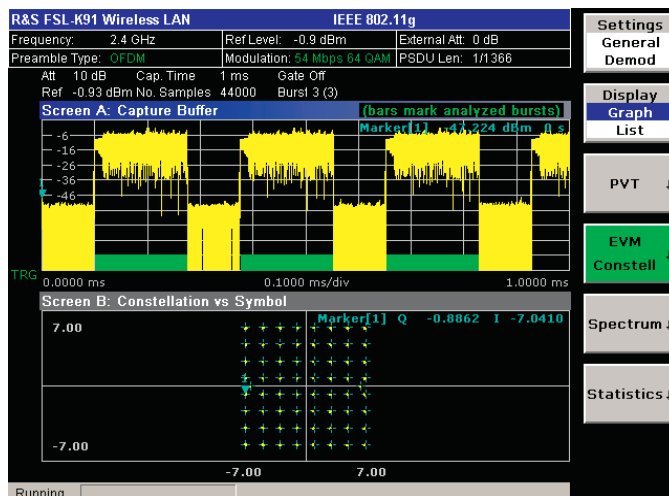 R&S FSL-K91 Wireless LAN IEEE 802.11g
Frequency: 2.4 GHz Ref Level: -0.9 dBm External Att: 0 dB
Preamble Type: OFDM Modulation: 54 Mbps 64 QAM PSDU Len: 1/1366
Att 10 dB Cap. Time 1 ms Gate Off
Ref -0.93 dBm No. Samples 44000 Burst 3 (3)
Screen A: Capture Buffer (bars mark analyzed bursts)
Marker[1] -47.224 dBm 0 s
-6
-16
-26
-36
-46
1
TRG
0.0000 ms 0.1000 ms/div 1.0000 ms
Screen B: Constellation vs Symbol
Marker[1] Q -0.8862 I -7.0410
7.00
1
-7.00
-7.00 7.00
Running
Settings
General
Demod
Display
Graph
List
PVT ↓
EVM
Constell ↓
Spectrum ↓
Statistics ↓